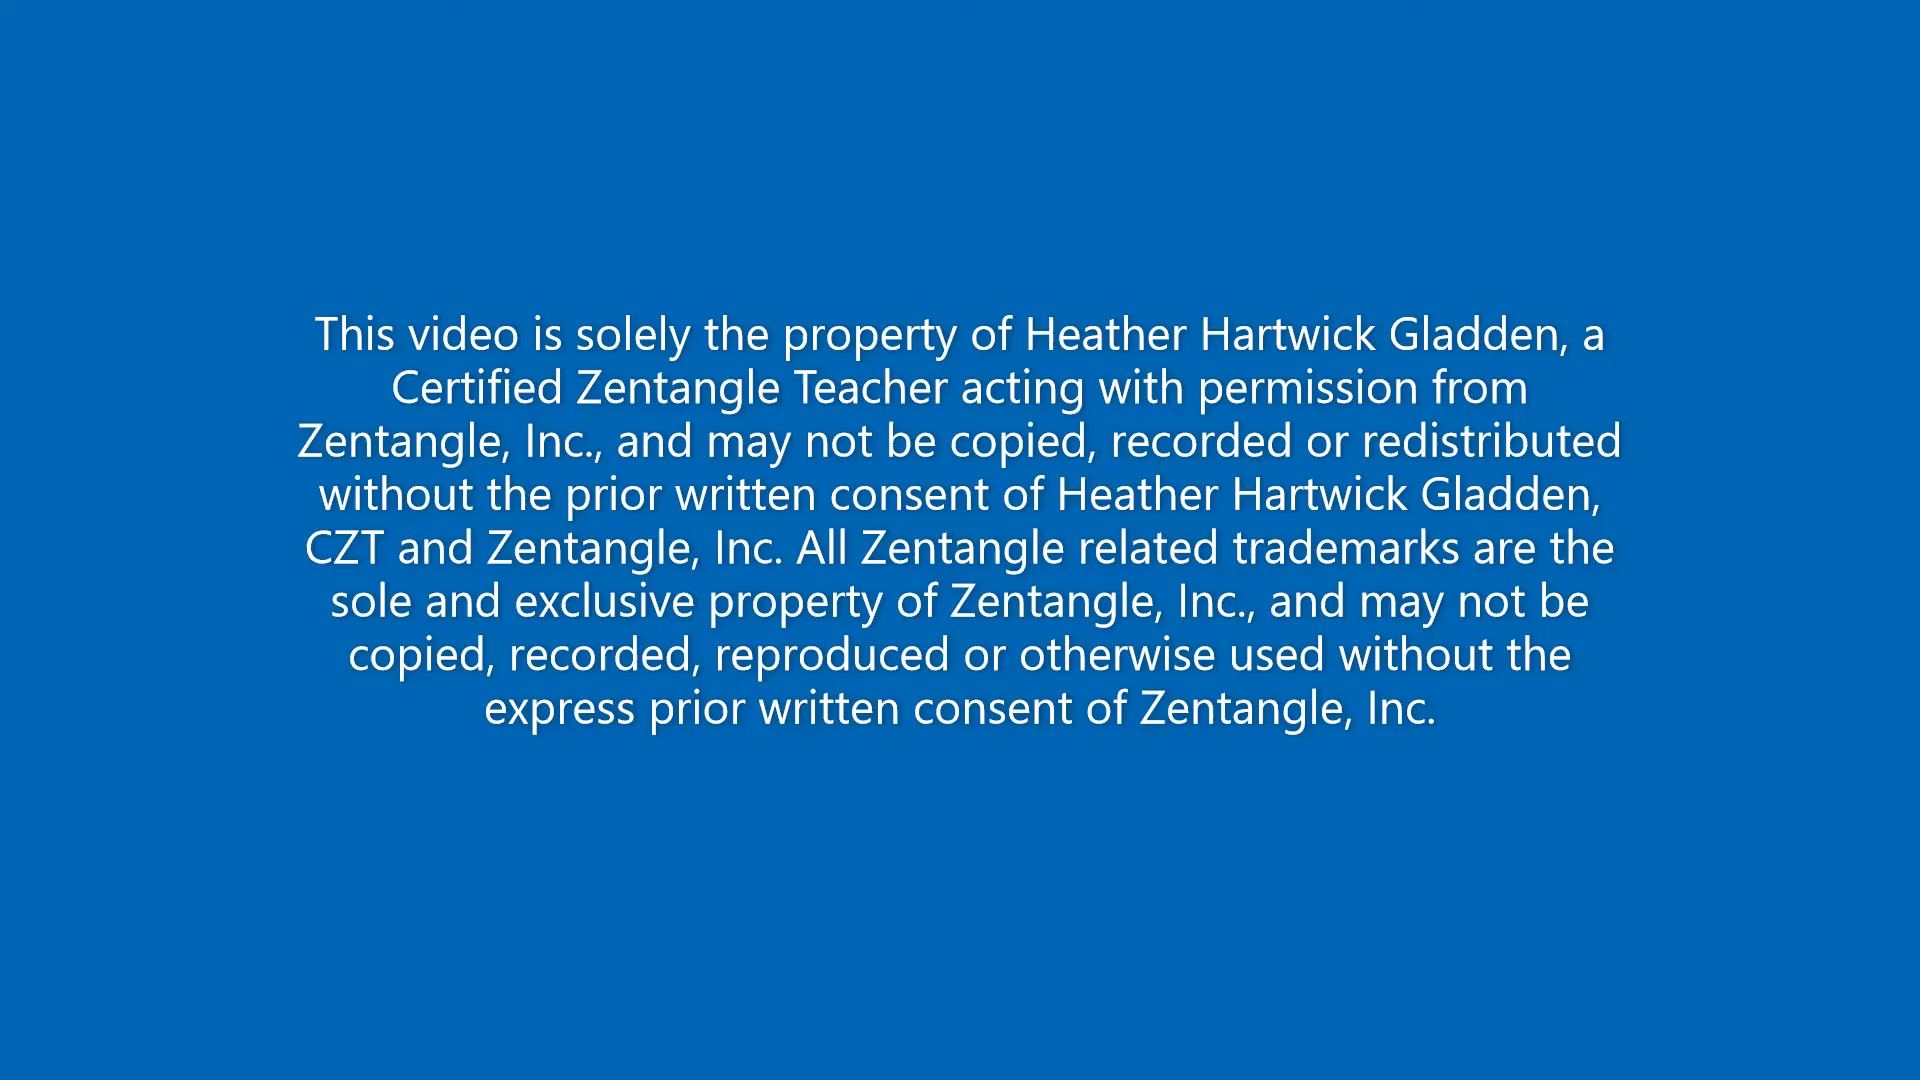 This video is solely the property of Heather Hartwick Gladden, a
Certified Zentangle Teacher acting with permission from
Zentangle, Inc., and may not be copied, recorded or redistributed
without the prior written consent of Heather Hartwick Gladden,
CZT and Zentangle, Inc. All Zentangle related trademarks are the
sole and exclusive property of Zentangle, Inc., and may not be
copied, recorded, reproduced or otherwise used without the
express prior written consent of Zentangle, Inc.